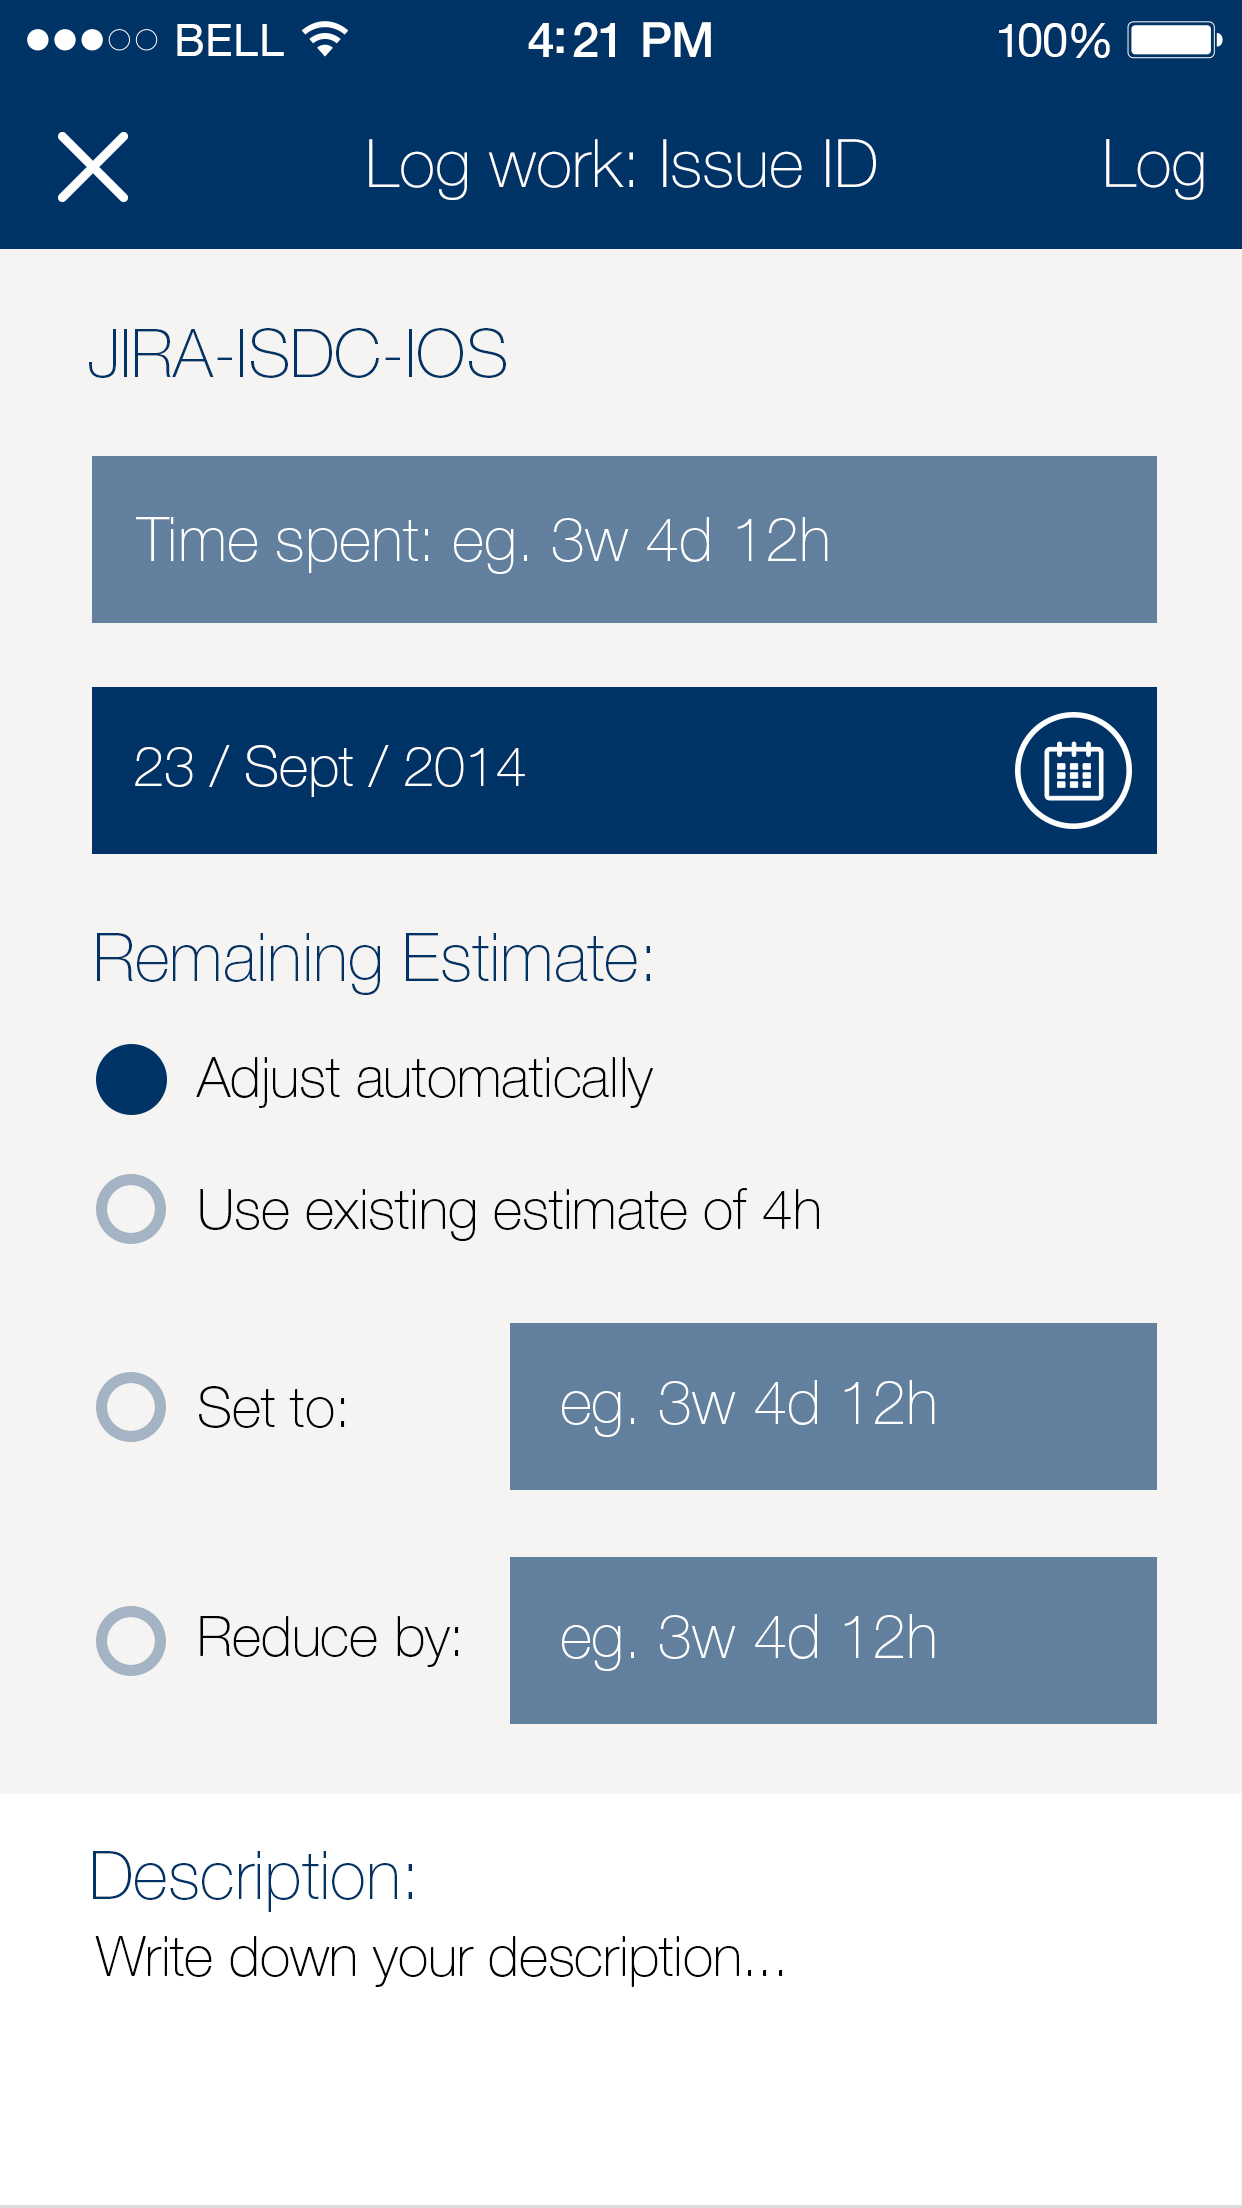 BELL 4:21 PM 100%
Log work: Issue ID Log
JIRA-ISDC-IOS
Time spent: eg. 3w 4d 12h
23 / Sept / 2014
Remaining Estimate:
Adjust automatically
Use existing estimate of 4h
Set to: eg. 3w 4d 12h
Reduce by: eg. 3w 4d 12h
Description:
Write down your description...